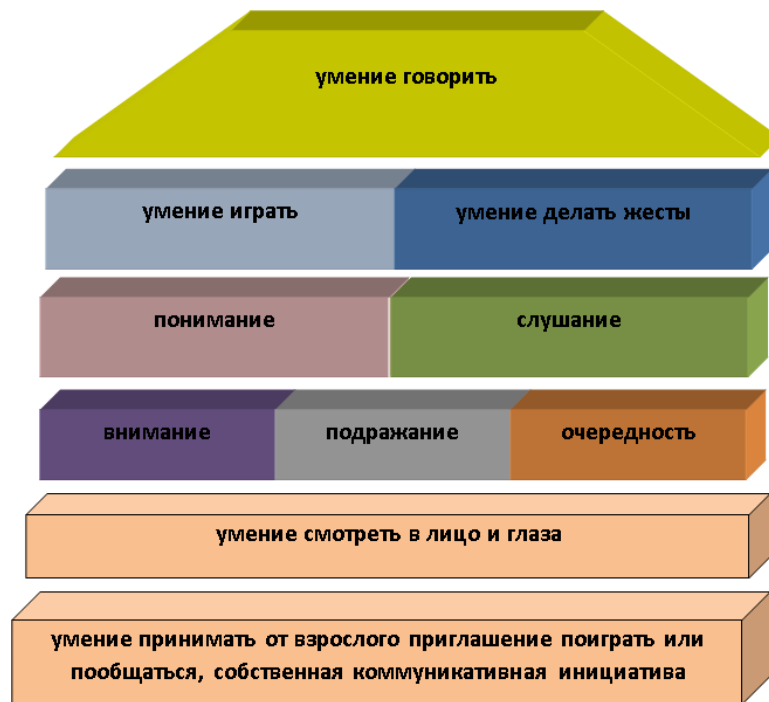 умение говорить
умение играть
умение делать жесты
понимание
слушание
внимание
подражание
очередность
умение смотреть в лицо и глаза
умение принимать от взрослого приглашение поиграть или
пообщаться, собственная коммуникативная инициатива